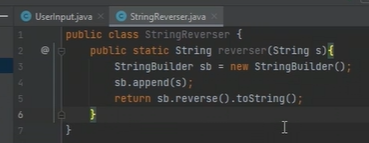 UserInput.java × StringReverser.java ×
1 public class StringReverser {
2 @ public static String reverser(String s){
3 StringBuilder sb = new StringBuilder();
4 sb.append(s);
5 return sb.reverse().toString();
6 }
7 }